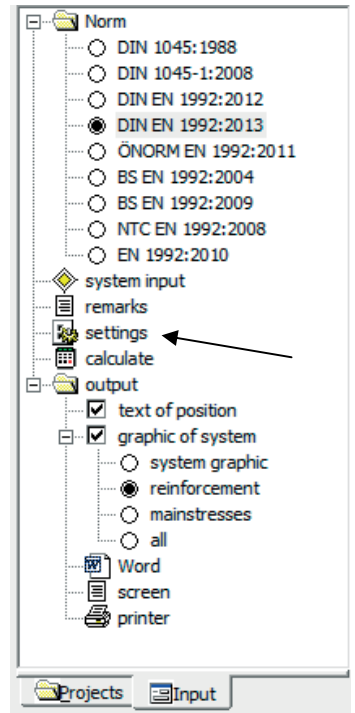 Norm
DIN 1045:1988
DIN 1045-1:2008
DIN EN 1992:2012
DIN EN 1992:2013
ÖNORM EN 1992:2011
BS EN 1992:2004
BS EN 1992:2009
NTC EN 1992:2008
EN 1992:2010
system input
remarks
settings
calculate
output
text of position
graphic of system
system graphic
reinforcement
mainstresses
all
Word
screen
printer
Projects Input